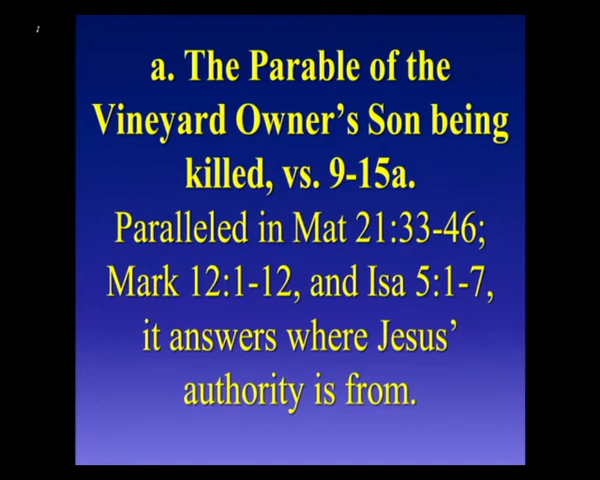 a. The Parable of the
Vineyard Owner's Son being
killed, vs. 9-15a.
Paralleled in Mat 21:33-46;
Mark 12:1-12, and Isa 5:1-7,
it answers where Jesus'
authority is from.